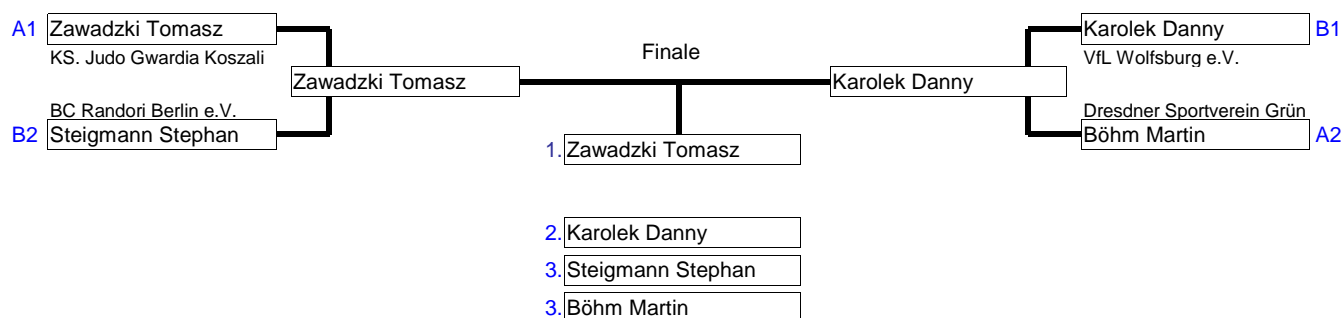 A1 Zawadzki Tomasz
KS. Judo Gwardia Koszali
Zawadzki Tomasz
BC Randori Berlin e.V.
B2 Steigmann Stephan
Finale
Karolek Danny B1
VfL Wolfsburg e.V.
Karolek Danny
Dresdner Sportverein Grün
Böhm Martin A2
1. Zawadzki Tomasz
2. Karolek Danny
3. Steigmann Stephan
3. Böhm Martin